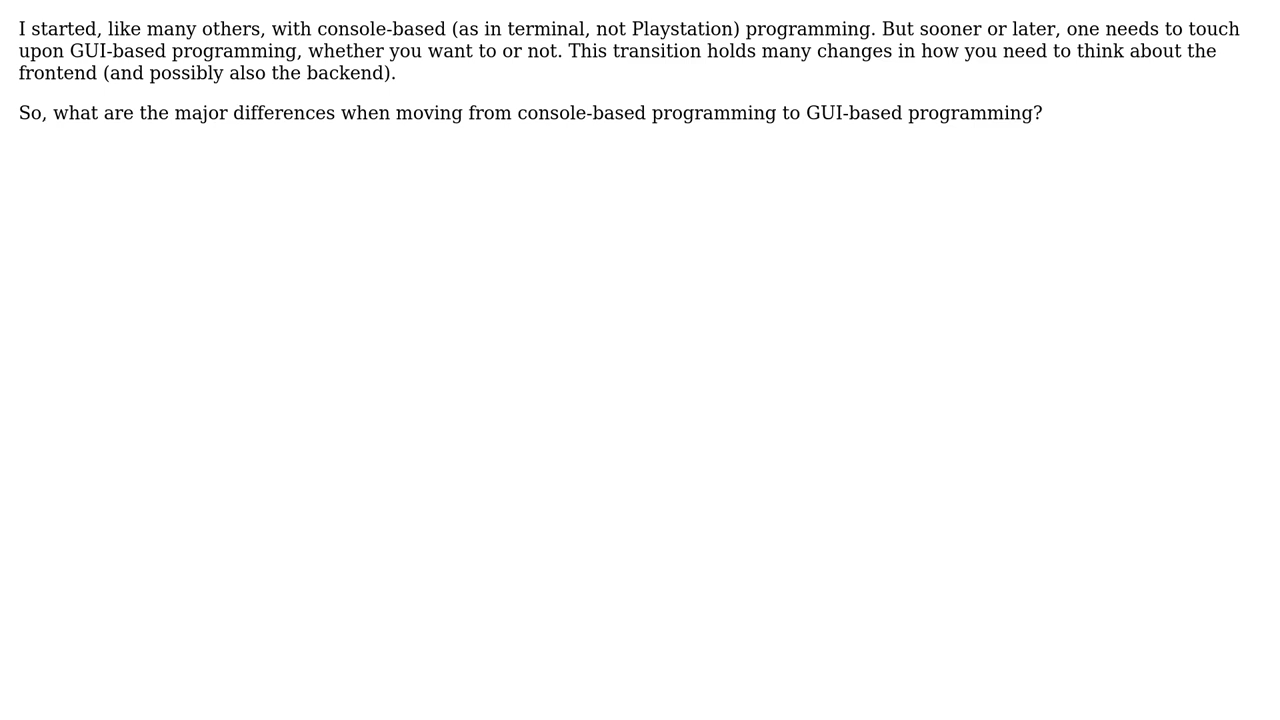 I started, like many others, with console-based (as in terminal, not Playstation) programming. But sooner or later, one needs to touch
upon GUI-based programming, whether you want to or not. This transition holds many changes in how you need to think about the
frontend (and possibly also the backend).
So, what are the major differences when moving from console-based programming to GUI-based programming?